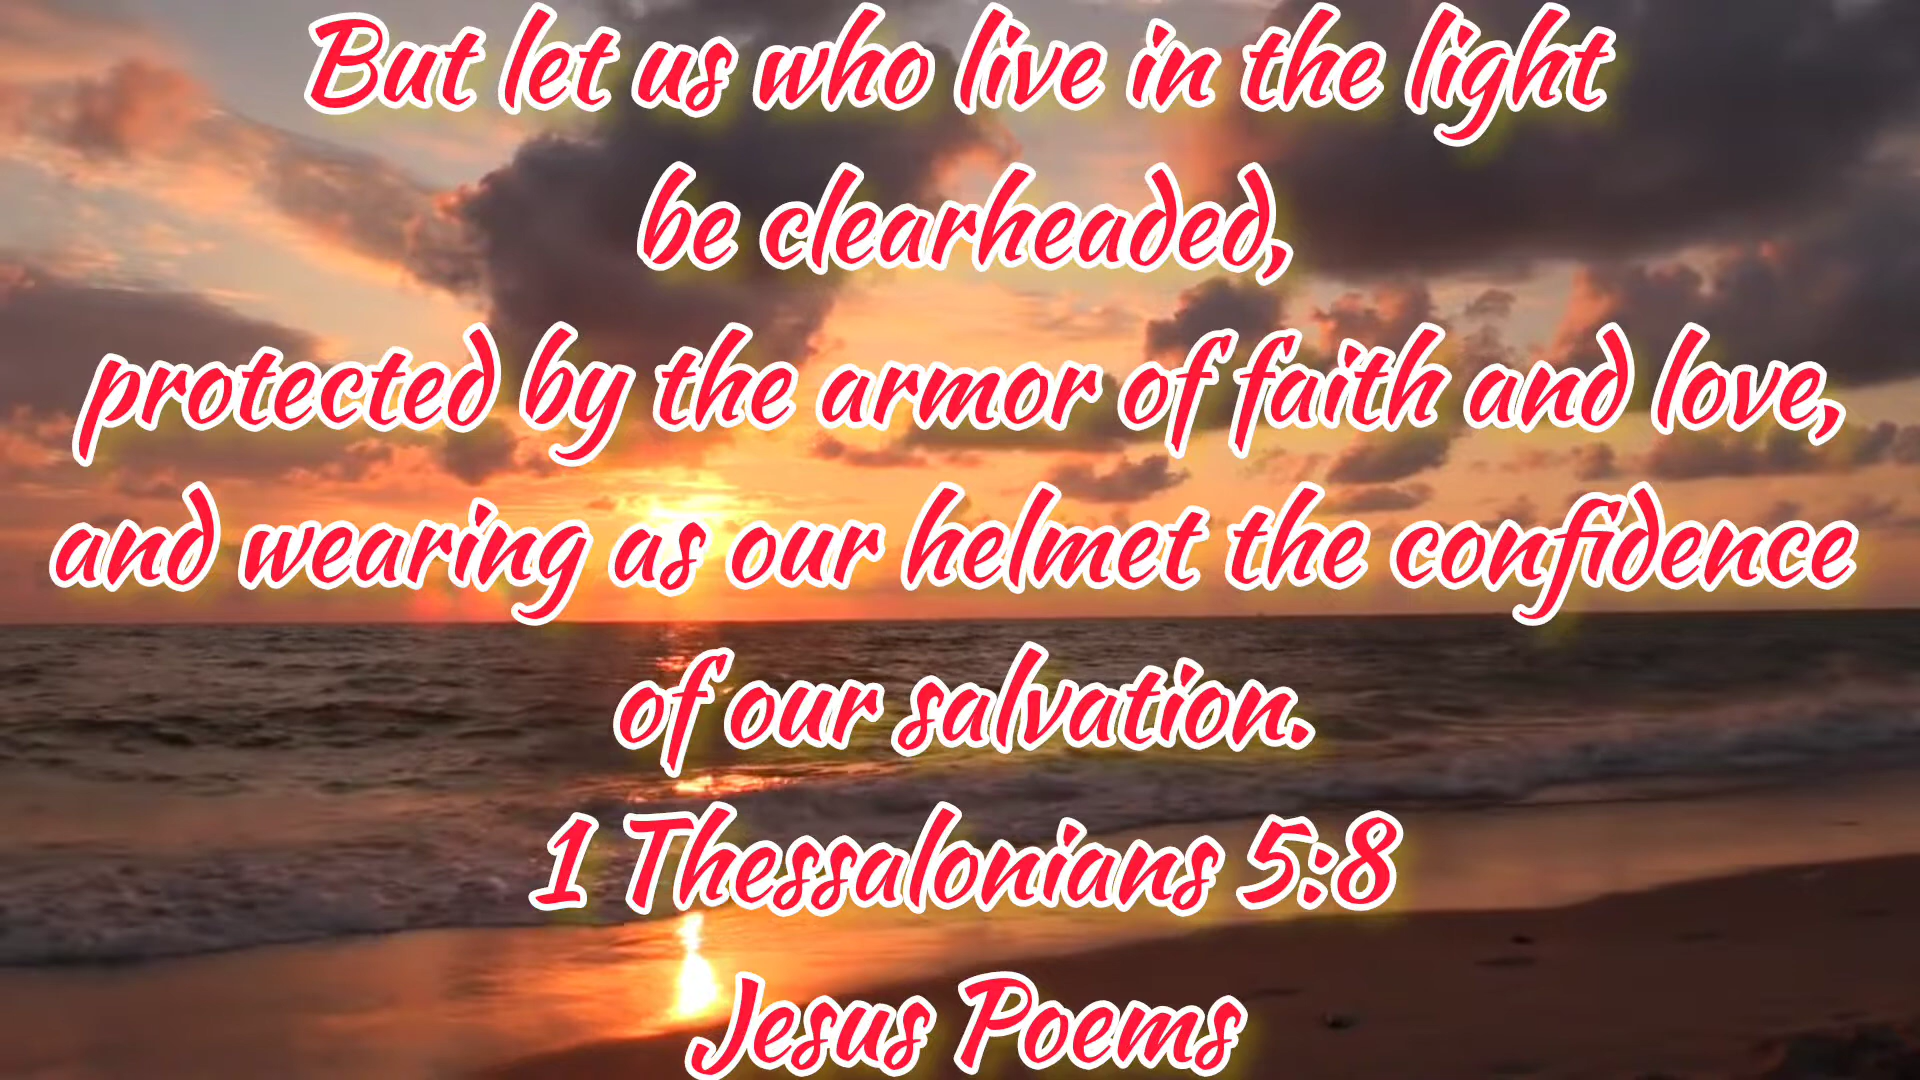 But let us who live in the light
be clearheaded,
protected by the armor of faith and love,
and wearing as our helmet the confidence
of our salvation.
1 Thessalonians 5:8
Jesus Poems